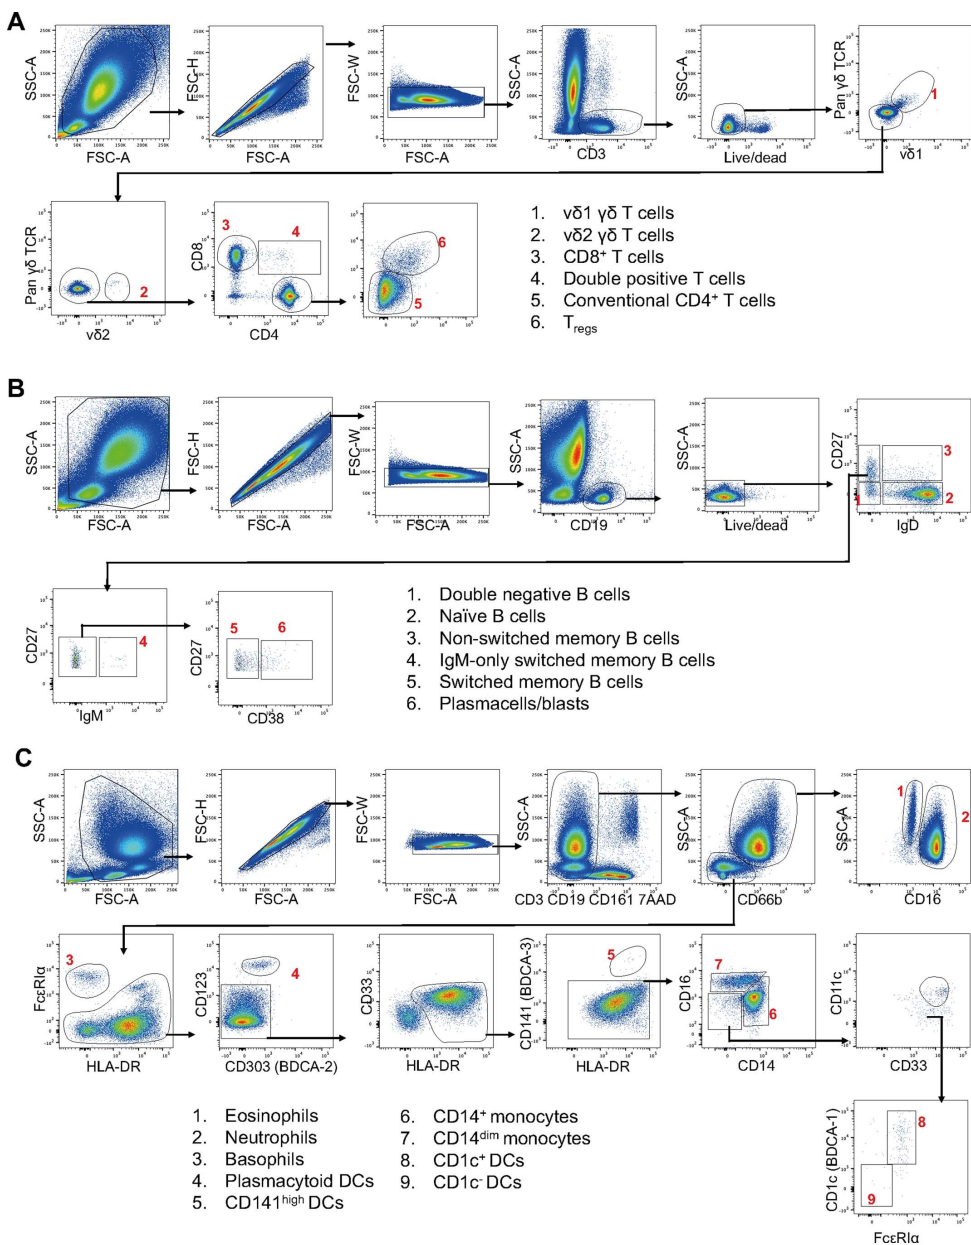 A
SSC-A
FSC-A
FSC-H
FSC-A
FSC-W
FSC-A
SSC-A
CD3
SSC-A
Live/dead
Pan γδ TCR
vδ1
1
Pan γδ TCR
vδ2
2
CD8
CD4
3
4
5
6
1. vδ1 γδ T cells
2. vδ2 γδ T cells
3. CD8⁺ T cells
4. Double positive T cells
5. Conventional CD4⁺ T cells
6. Tregs
B
SSC-A
FSC-A
FSC-H
FSC-A
FSC-W
FSC-A
SSC-A
CD19
SSC-A
Live/dead
CD27
IgD
1
2
3
CD27
IgM
4
CD27
CD38
5
6
1. Double negative B cells
2. Naïve B cells
3. Non-switched memory B cells
4. IgM-only switched memory B cells
5. Switched memory B cells
6. Plasmacells/blasts
C
SSC-A
FSC-A
FSC-H
FSC-A
FSC-W
FSC-A
SSC-A
CD3 CD19 CD161 7AAD
SSC-A
CD66b
SSC-A
CD16
1
2
FcεRIα
HLA-DR
3
CD123
CD303 (BDCA-2)
4
CD33
HLA-DR
CD141 (BDCA-3)
HLA-DR
5
CD16
CD14
7
6
CD11c
CD33
CD1c (BDCA-1)
FcεRIα
8
9
1. Eosinophils
2. Neutrophils
3. Basophils
4. Plasmacytoid DCs
5. CD141ʰⁱᵍʰ DCs
6. CD14⁺ monocytes
7. CD14ᵈⁱᵐ monocytes
8. CD1c⁺ DCs
9. CD1c⁻ DCs